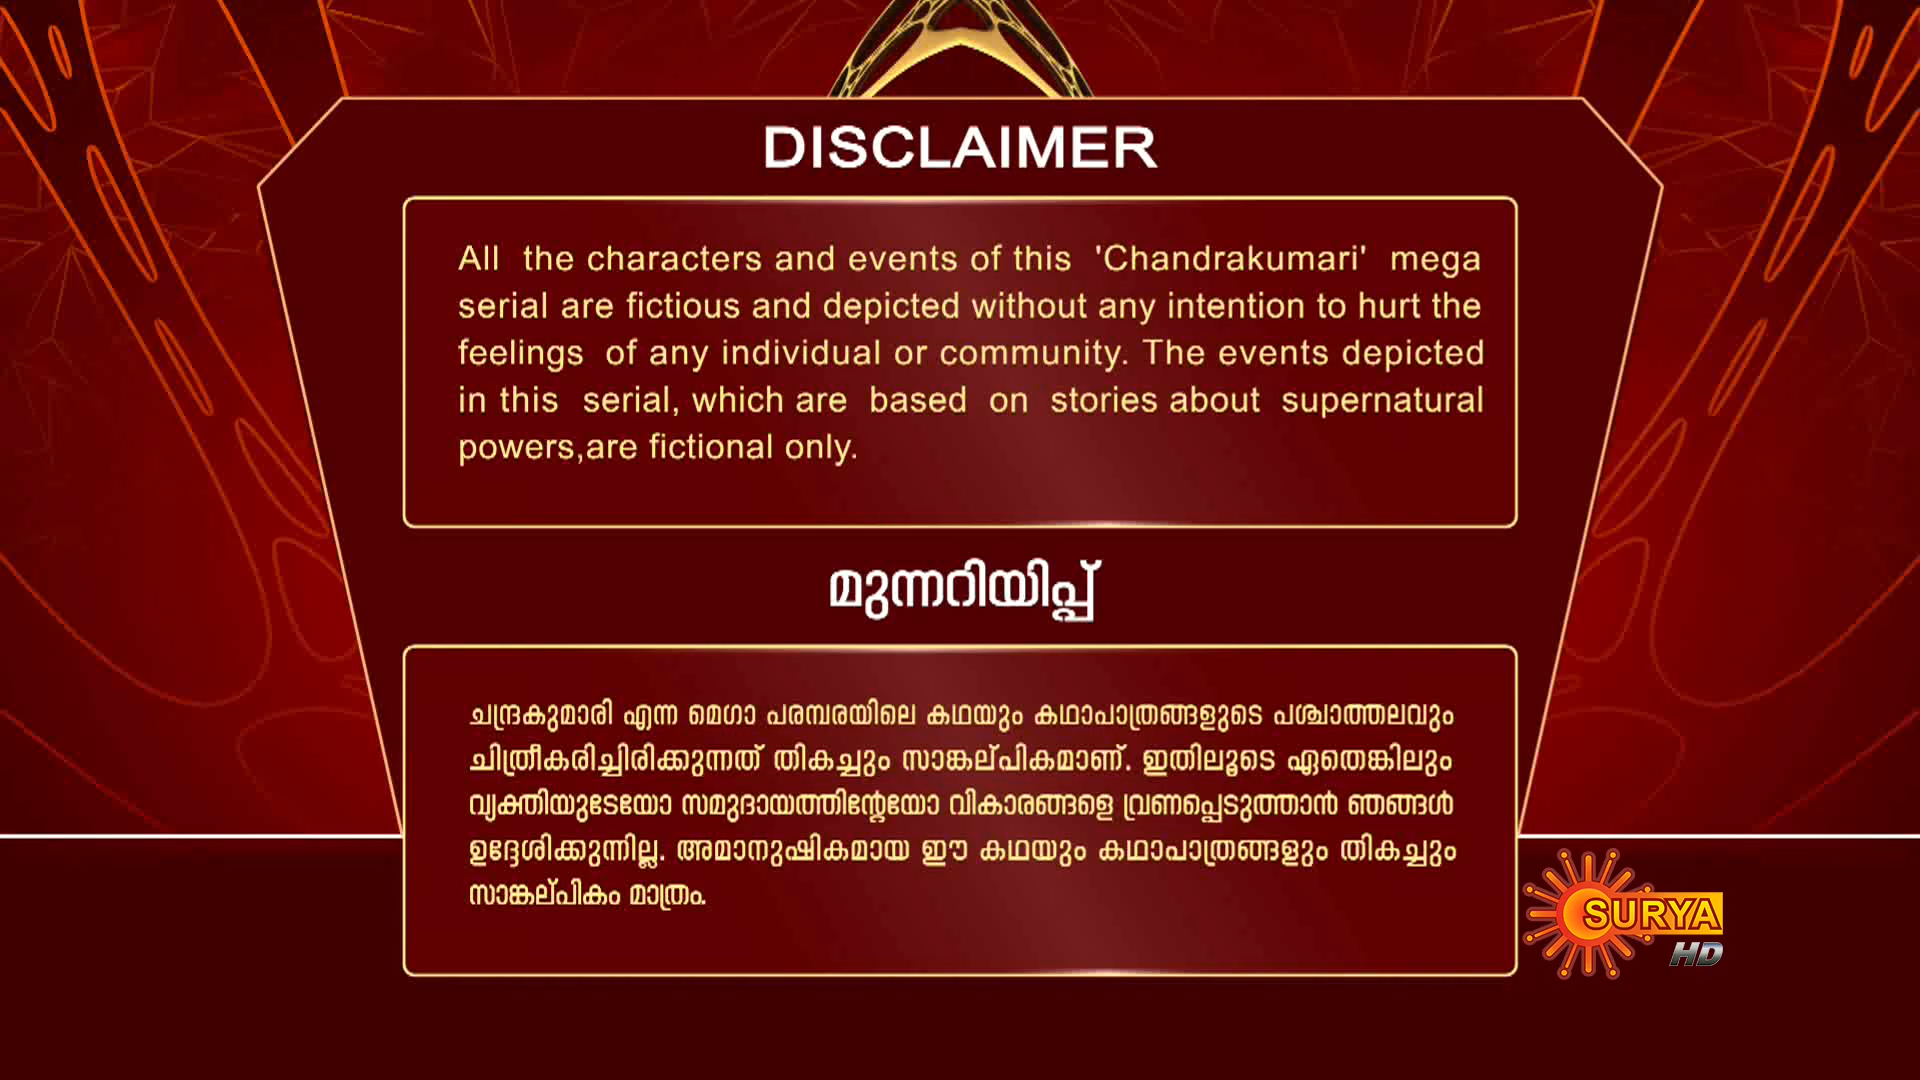 DISCLAIMER
All the characters and events of this 'Chandrakumari' mega
serial are fictious and depicted without any intention to hurt the
feelings of any individual or community. The events depicted
in this serial, which are based on stories about supernatural
powers,are fictional only.
മുന്നറിയിപ്പ്
ചന്ദ്രകുമാരി എന്ന മെഗാ പരമ്പരയിലെ കഥയും കഥാപാത്രങ്ങളുടെ പശ്ചാത്തലവും
ചിത്രീകരിച്ചിരിക്കുന്നത് തികച്ചും സാങ്കല്പികമാണ്. ഇതിലൂടെ ഏതെങ്കിലും
വ്യക്തിയുടേയോ സമുദായത്തിന്റേയോ വികാരങ്ങളെ വ്രണപ്പെടുത്താൻ ഞങ്ങൾ
ഉദ്ദേശിക്കുന്നില്ല. അമാനുഷികമായ ഈ കഥയും കഥാപാത്രങ്ങളും തികച്ചും
സാങ്കല്പികം മാത്രം.
SURYA
HD